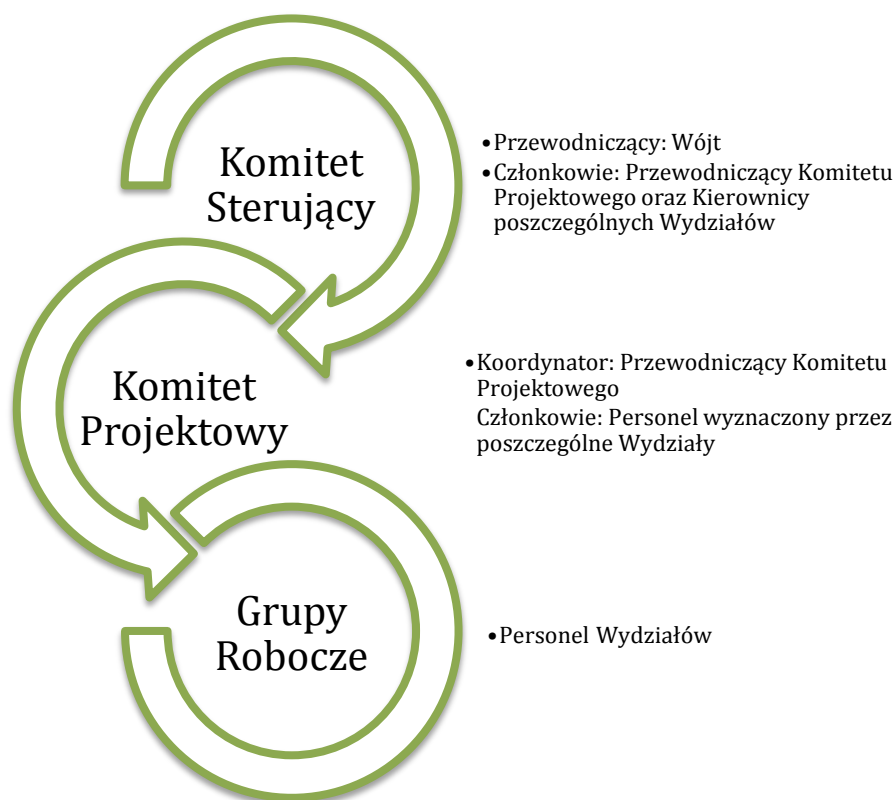 Komitet
Sterujący
•Przewodniczący: Wójt
•Członkowie: Przewodniczący Komitetu
Projektowego oraz Kierownicy
poszczególnych Wydziałów
Komitet
Projektowy
•Koordynator: Przewodniczący Komitetu
Projektowego
Członkowie: Personel wyznaczony przez
poszczególne Wydziały
Grupy
Robocze
•Personel Wydziałów